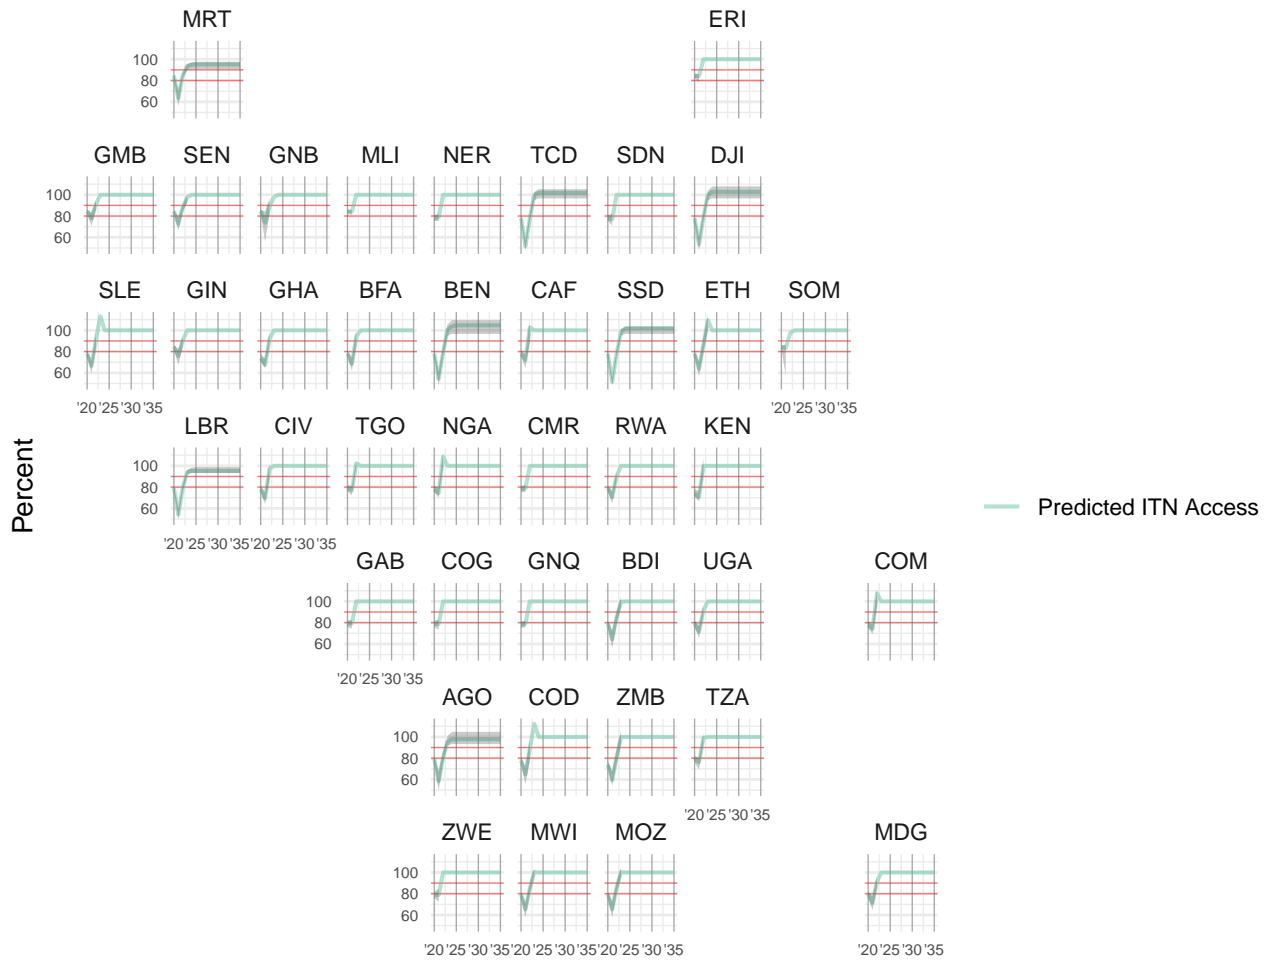 MRT ERI
100
80
60
GMB SEN GNB MLI NER TCD SDN DJI
100
80
60
SLE GIN GHA BFA BEN CAF SSD ETH SOM
100
80
60
'20 '25 '30 '35 '20 '25 '30 '35
LBR CIV TGO NGA CMR RWA KEN
100
80
60
'20 '25 '30 '35 '20 '25 '30 '35
Percent
Predicted ITN Access
GAB COG GNQ BDI UGA COM
100
80
60
'20 '25 '30 '35
AGO COD ZMB TZA
100
80
60
'20 '25 '30 '35
ZWE MWI MOZ MDG
100
80
60
'20 '25 '30 '35 '20 '25 '30 '35 '20 '25 '30 '35 '20 '25 '30 '35